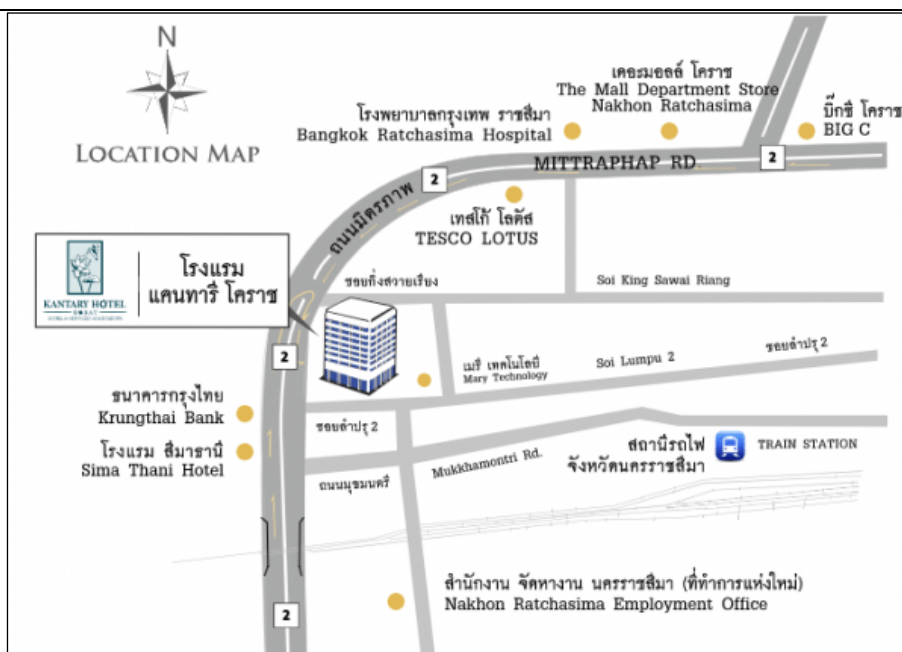 N
LOCATION MAP
เดอะมอลล์ โคราช
The Mall Department Store
Nakhon Ratchasima
โรงพยาบาลกรุงเทพ ราชสีมา
Bangkok Ratchasima Hospital
บิ๊กซี โคราช
BIG C
2
MITTRAPHAP RD
2
ถนนมิตรภาพ
เทสโก้ โลตัส
TESCO LOTUS
KANTARY HOTEL
KORAT
โรงแรม
แคนทารี โคราช
ซอยกิ่งสวายเรียง
Soi King Sawai Riang
2
เมรี่ เทคโนโลยี
Mary Technology
Soi Lumpu 2
ซอยลำปรุ 2
ธนาคารกรุงไทย
Krungthai Bank
ซอยลำปรุ 2
โรงแรม สีมาธานี
Sima Thani Hotel
สถานีรถไฟ
จังหวัดนครราชสีมา
TRAIN STATION
ถนนมุขมนตรี
Mukkhamontri Rd.
สำนักงาน จัดหางาน นครราชสีมา (ที่ทำการแห่งใหม่)
Nakhon Ratchasima Employment Office
2